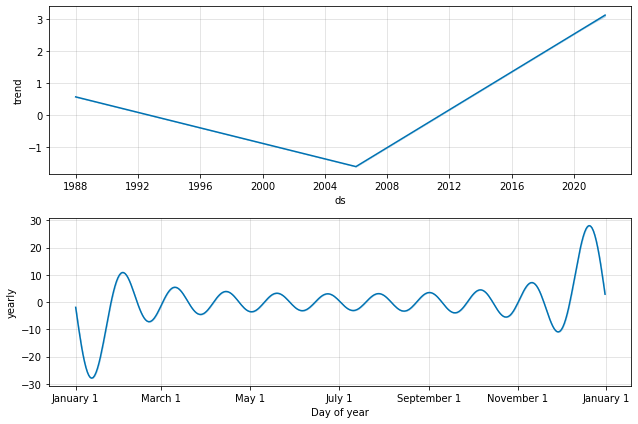 3
2
1
0
−1
trend
1988 1992 1996 2000 2004 2008 2012 2016 2020
ds
30
20
10
0
−10
−20
−30
yearly
January 1 March 1 May 1 July 1 September 1 November 1 January 1
Day of year